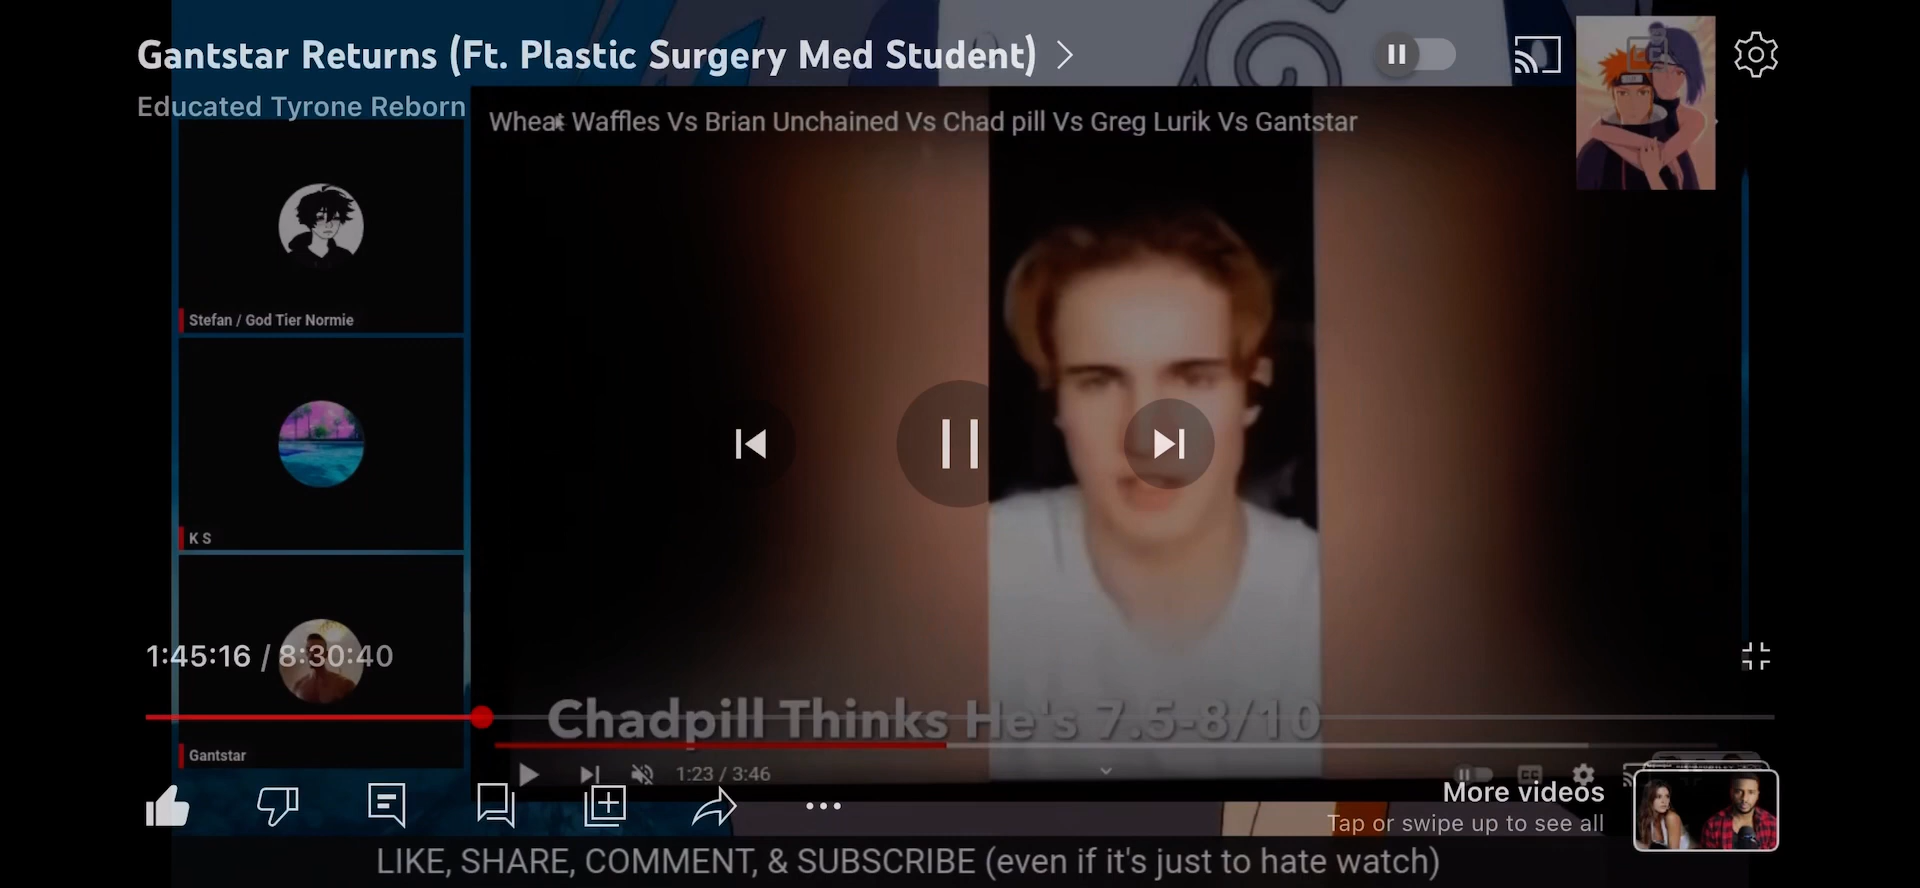 Gantstar Returns (Ft. Plastic Surgery Med Student)
Educated Tyrone Reborn
Wheat Waffles Vs Brian Unchained Vs Chad pill Vs Greg Lurik Vs Gantstar
Stefan / God Tier Normie
K S
1:45:16 / 8:30:40
Chadpill Thinks He's 7.5-8/10
Gantstar
1:23 / 3:46
CC
More videos
Tap or swipe up to see all
LIKE, SHARE, COMMENT, & SUBSCRIBE (even if it's just to hate watch)